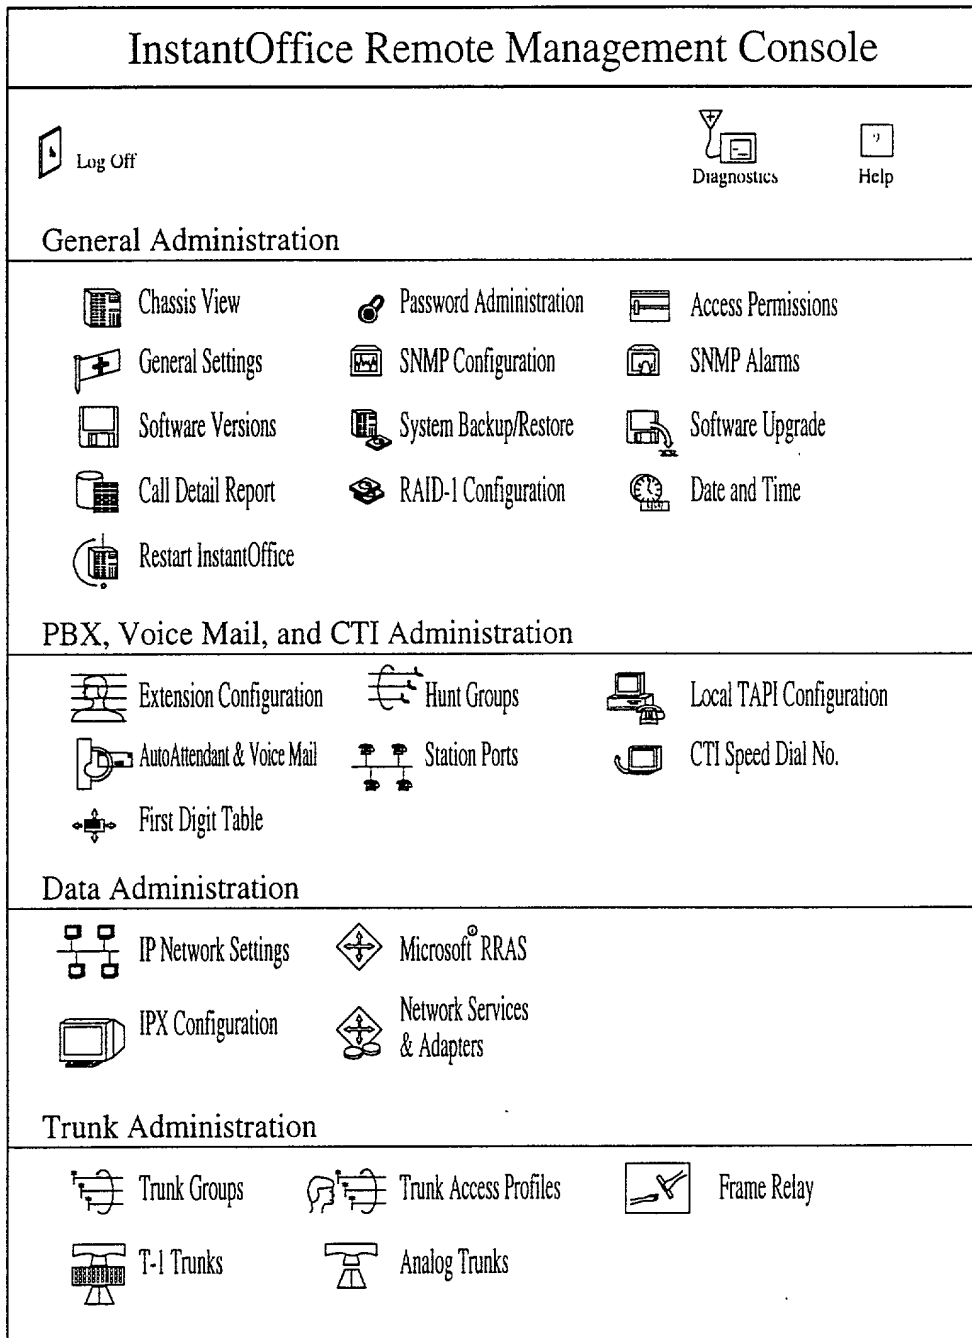 InstantOffice Remote Management Console
Log Off
Diagnostics
?
Help
General Administration
Chassis View
Password Administration
Access Permissions
General Settings
SNMP Configuration
SNMP Alarms
Software Versions
System Backup/Restore
Software Upgrade
Call Detail Report
RAID-1 Configuration
Date and Time
Restart InstantOffice
PBX, Voice Mail, and CTI Administration
Extension Configuration
Hunt Groups
Local TAPI Configuration
AutoAttendant & Voice Mail
Station Ports
CTI Speed Dial No.
First Digit Table
Data Administration
IP Network Settings
Microsoft® RRAS
IPX Configuration
Network Services
& Adapters
Trunk Administration
Trunk Groups
Trunk Access Profiles
Frame Relay
T-1 Trunks
Analog Trunks